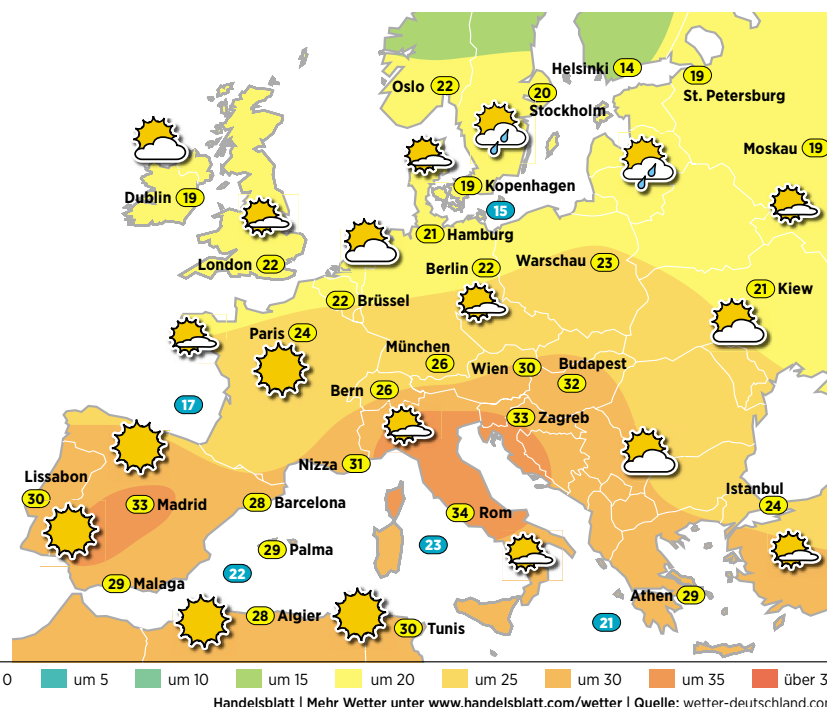 Helsinki 14
Oslo 22
19
20
Stockholm
St. Petersburg
Moskau 19
19 Kopenhagen
Dublin 19
15
21 Hamburg
London 22
Berlin 22
Warschau 23
21 Kiew
22 Brüssel
Paris 24
München
26
Wien 30
Budapest
32
Bern 26
17
33 Zagreb
Nizza 31
Lissabon
30
33 Madrid
28 Barcelona
34 Rom
Istanbul
24
29 Palma
23
22
29 Malaga
Athen 29
28 Algier
30 Tunis
21
0 um 5 um 10 um 15 um 20 um 25 um 30 um 35 über 3
Handelsblatt | Mehr Wetter unter www.handelsblatt.com/wetter | Quelle: wetter-deutschland.com